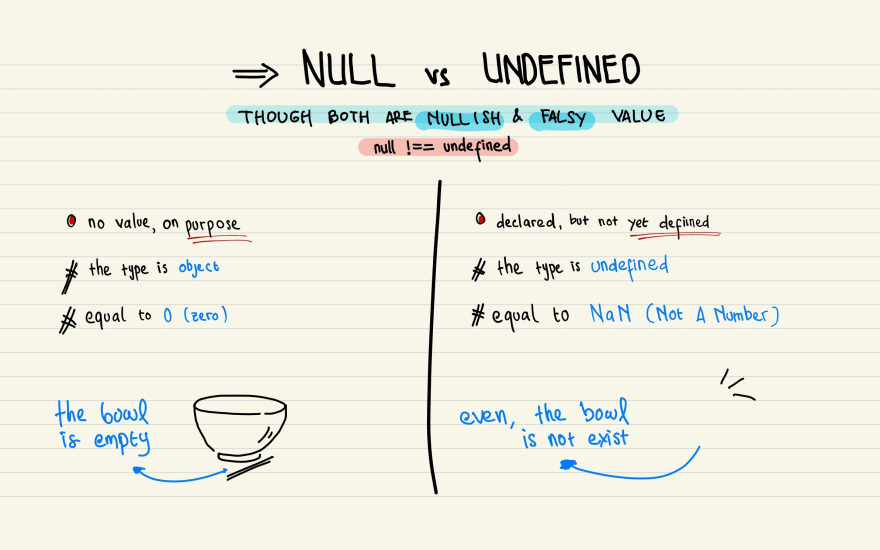 ⇒ NULL vs UNDEFINED
THOUGH BOTH ARE NULLISH & FALSY VALUE
null !== undefined
no value, on purpose
# the type is object
# equal to 0 (zero)
the bowl
is empty
declared, but not yet defined
# the type is undefined
# equal to NaN (Not A Number)
even, the bowl
is not exist